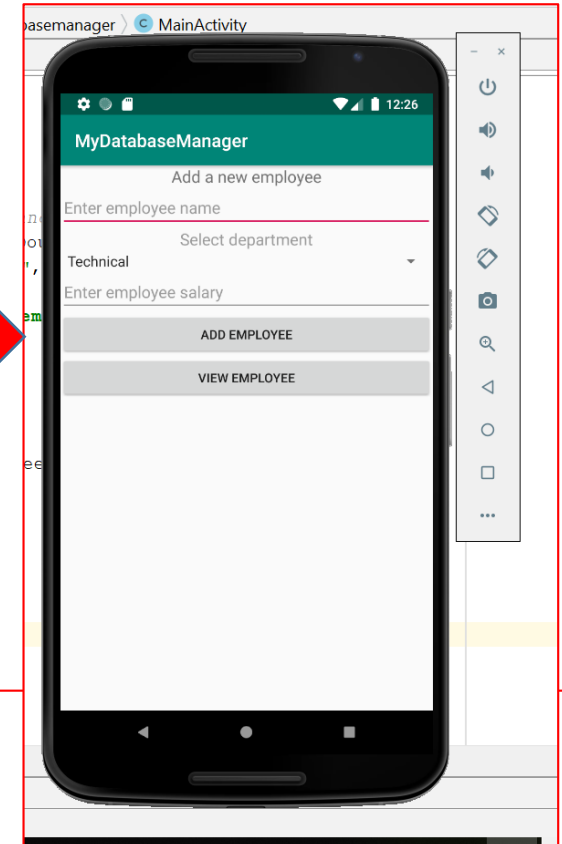 basemanager MainActivity
12:26
MyDatabaseManager
Add a new employee
Enter employee name
Select department
Technical
Enter employee salary
ADD EMPLOYEE
VIEW EMPLOYEE